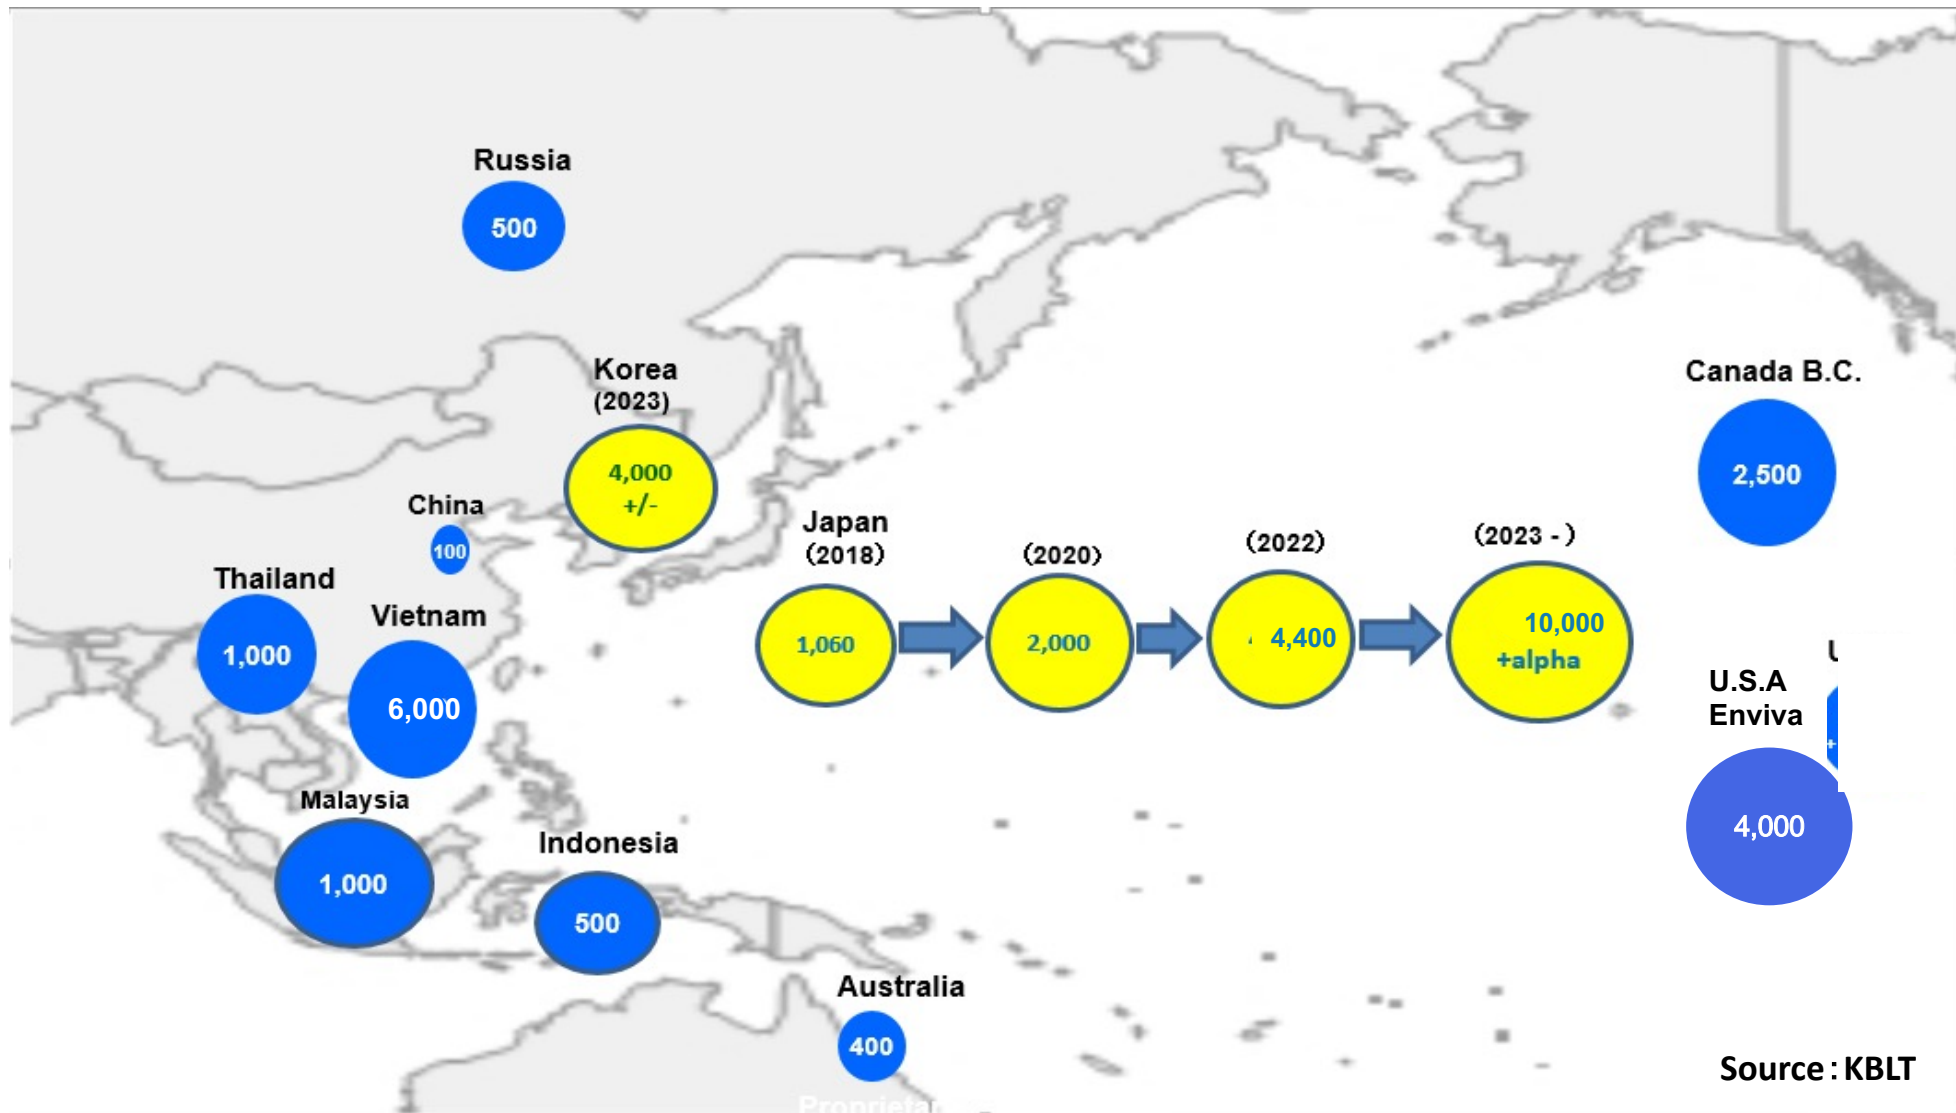 Russia
500
Korea
(2023)
4,000
+/-
China
100
Thailand
1,000
Vietnam
6,000
Malaysia
1,000
Indonesia
500
Australia
400
Japan
(2018)
1,060
(2020)
2,000
(2022)
4,400
(2023 - )
10,000
+alpha
Canada B.C.
2,500
U.S.A
Enviva
+
4,000
Source:KBLT